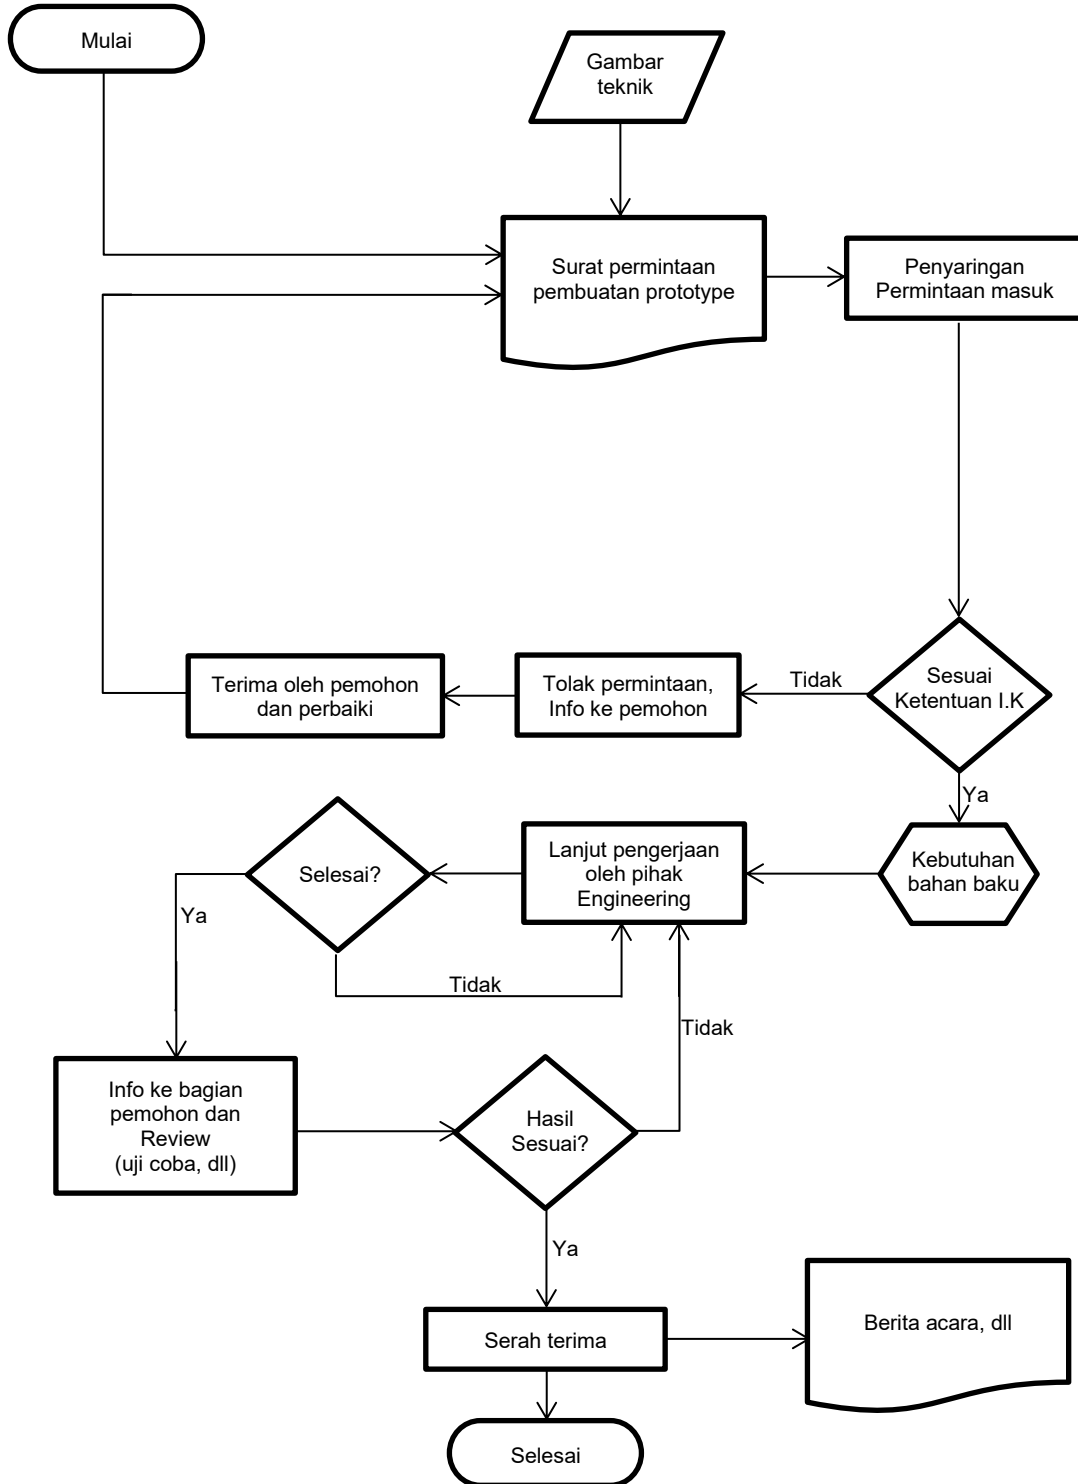 Mulai
Gambar
teknik
Surat permintaan
pembuatan prototype
Penyaringan
Permintaan masuk
Terima oleh pemohon
dan perbaiki
Tolak permintaan,
Info ke pemohon
Tidak
Sesuai
Ketentuan I.K
Ya
Selesai?
Lanjut pengerjaan
oleh pihak
Engineering
Kebutuhan
bahan baku
Ya
Tidak
Tidak
Info ke bagian
pemohon dan
Review
(uji coba, dll)
Hasil
Sesuai?
Ya
Serah terima
Berita acara, dll
Selesai